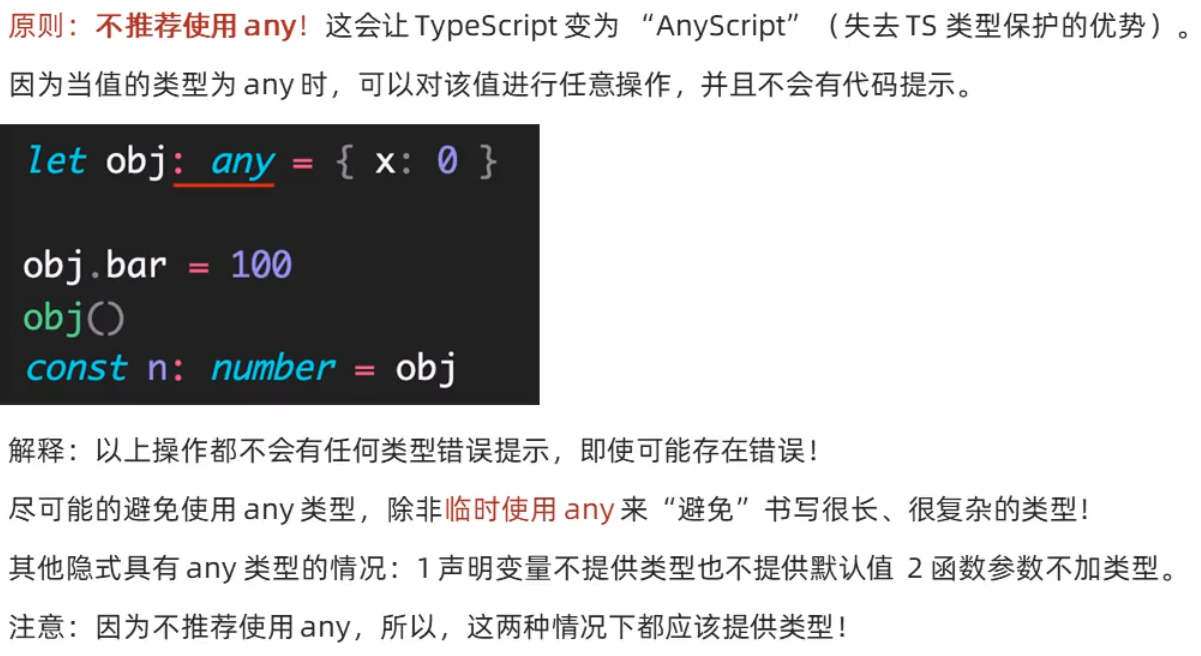 原则：不推荐使用 any！这会让 TypeScript 变为 “AnyScript”（失去 TS 类型保护的优势）。
因为当值的类型为 any 时，可以对该值进行任意操作，并且不会有代码提示。
let obj: any = { x: 0 }
obj.bar = 100
obj()
const n: number = obj
解释：以上操作都不会有任何类型错误提示，即使可能存在错误！
尽可能的避免使用 any 类型，除非临时使用 any 来“避免”书写很长、很复杂的类型！
其他隐式具有 any 类型的情况：1 声明变量不提供类型也不提供默认值 2 函数参数不加类型。
注意：因为不推荐使用 any，所以，这两种情况下都应该提供类型！